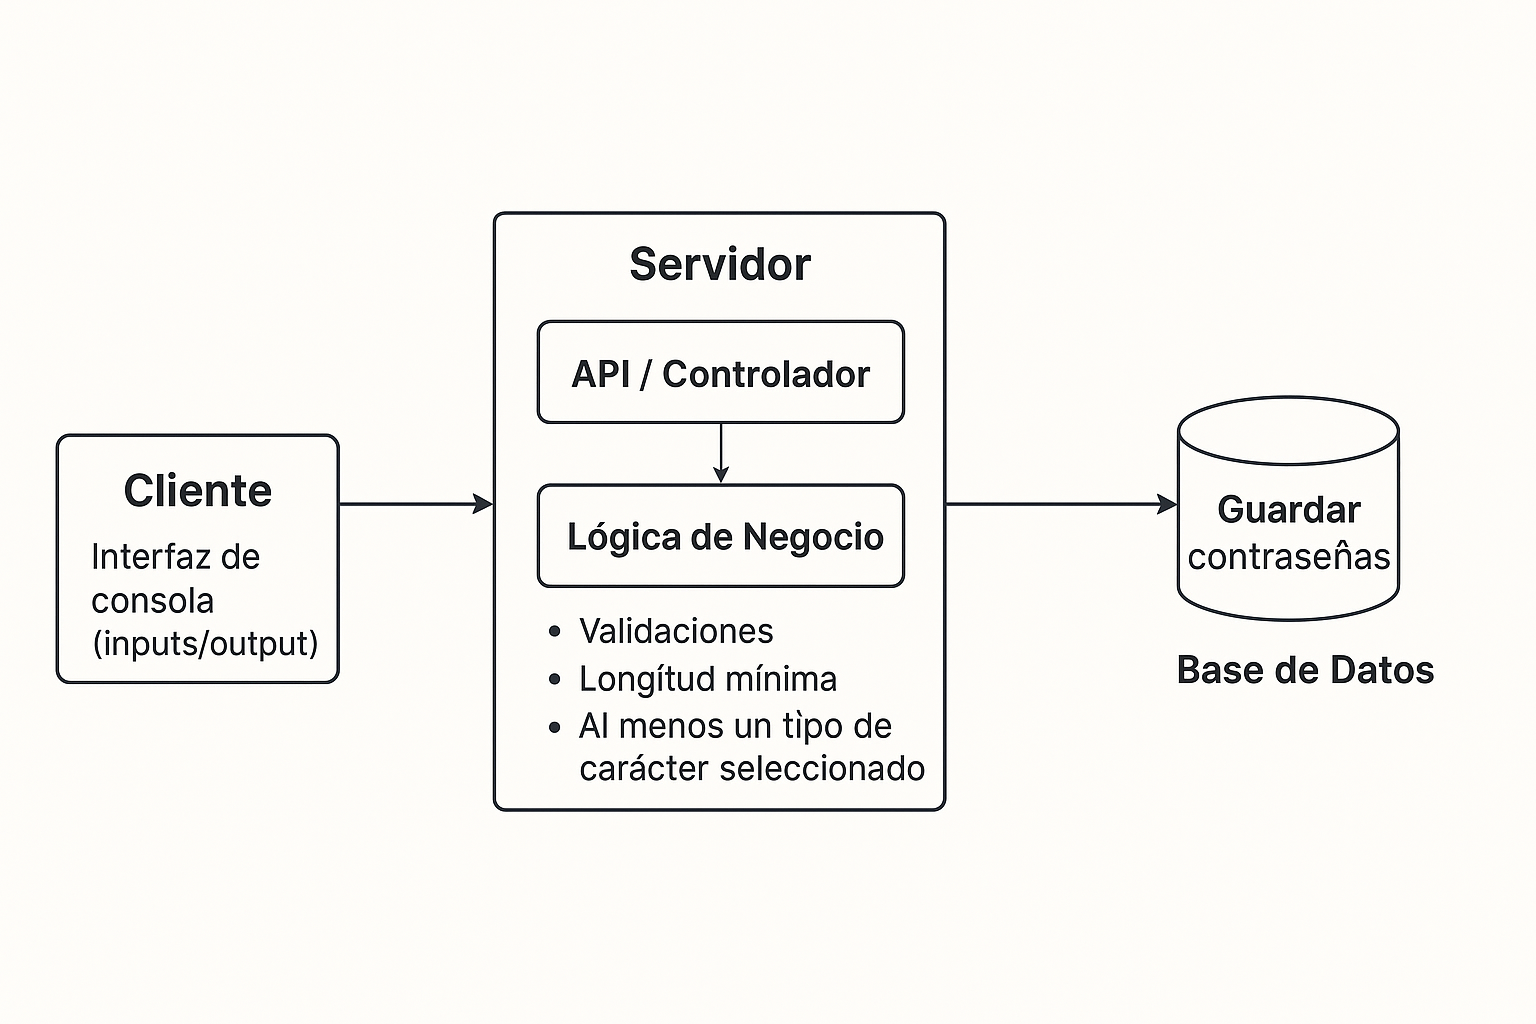 Cliente
Interfaz de
consola
(inputs/output)
Servidor
API / Controlador
Lógica de Negocio
• Validaciones
• Longítud mínima
• Al menos un tìpo de
carácter seleccionado
Guardar
contraseñas
Base de Datos